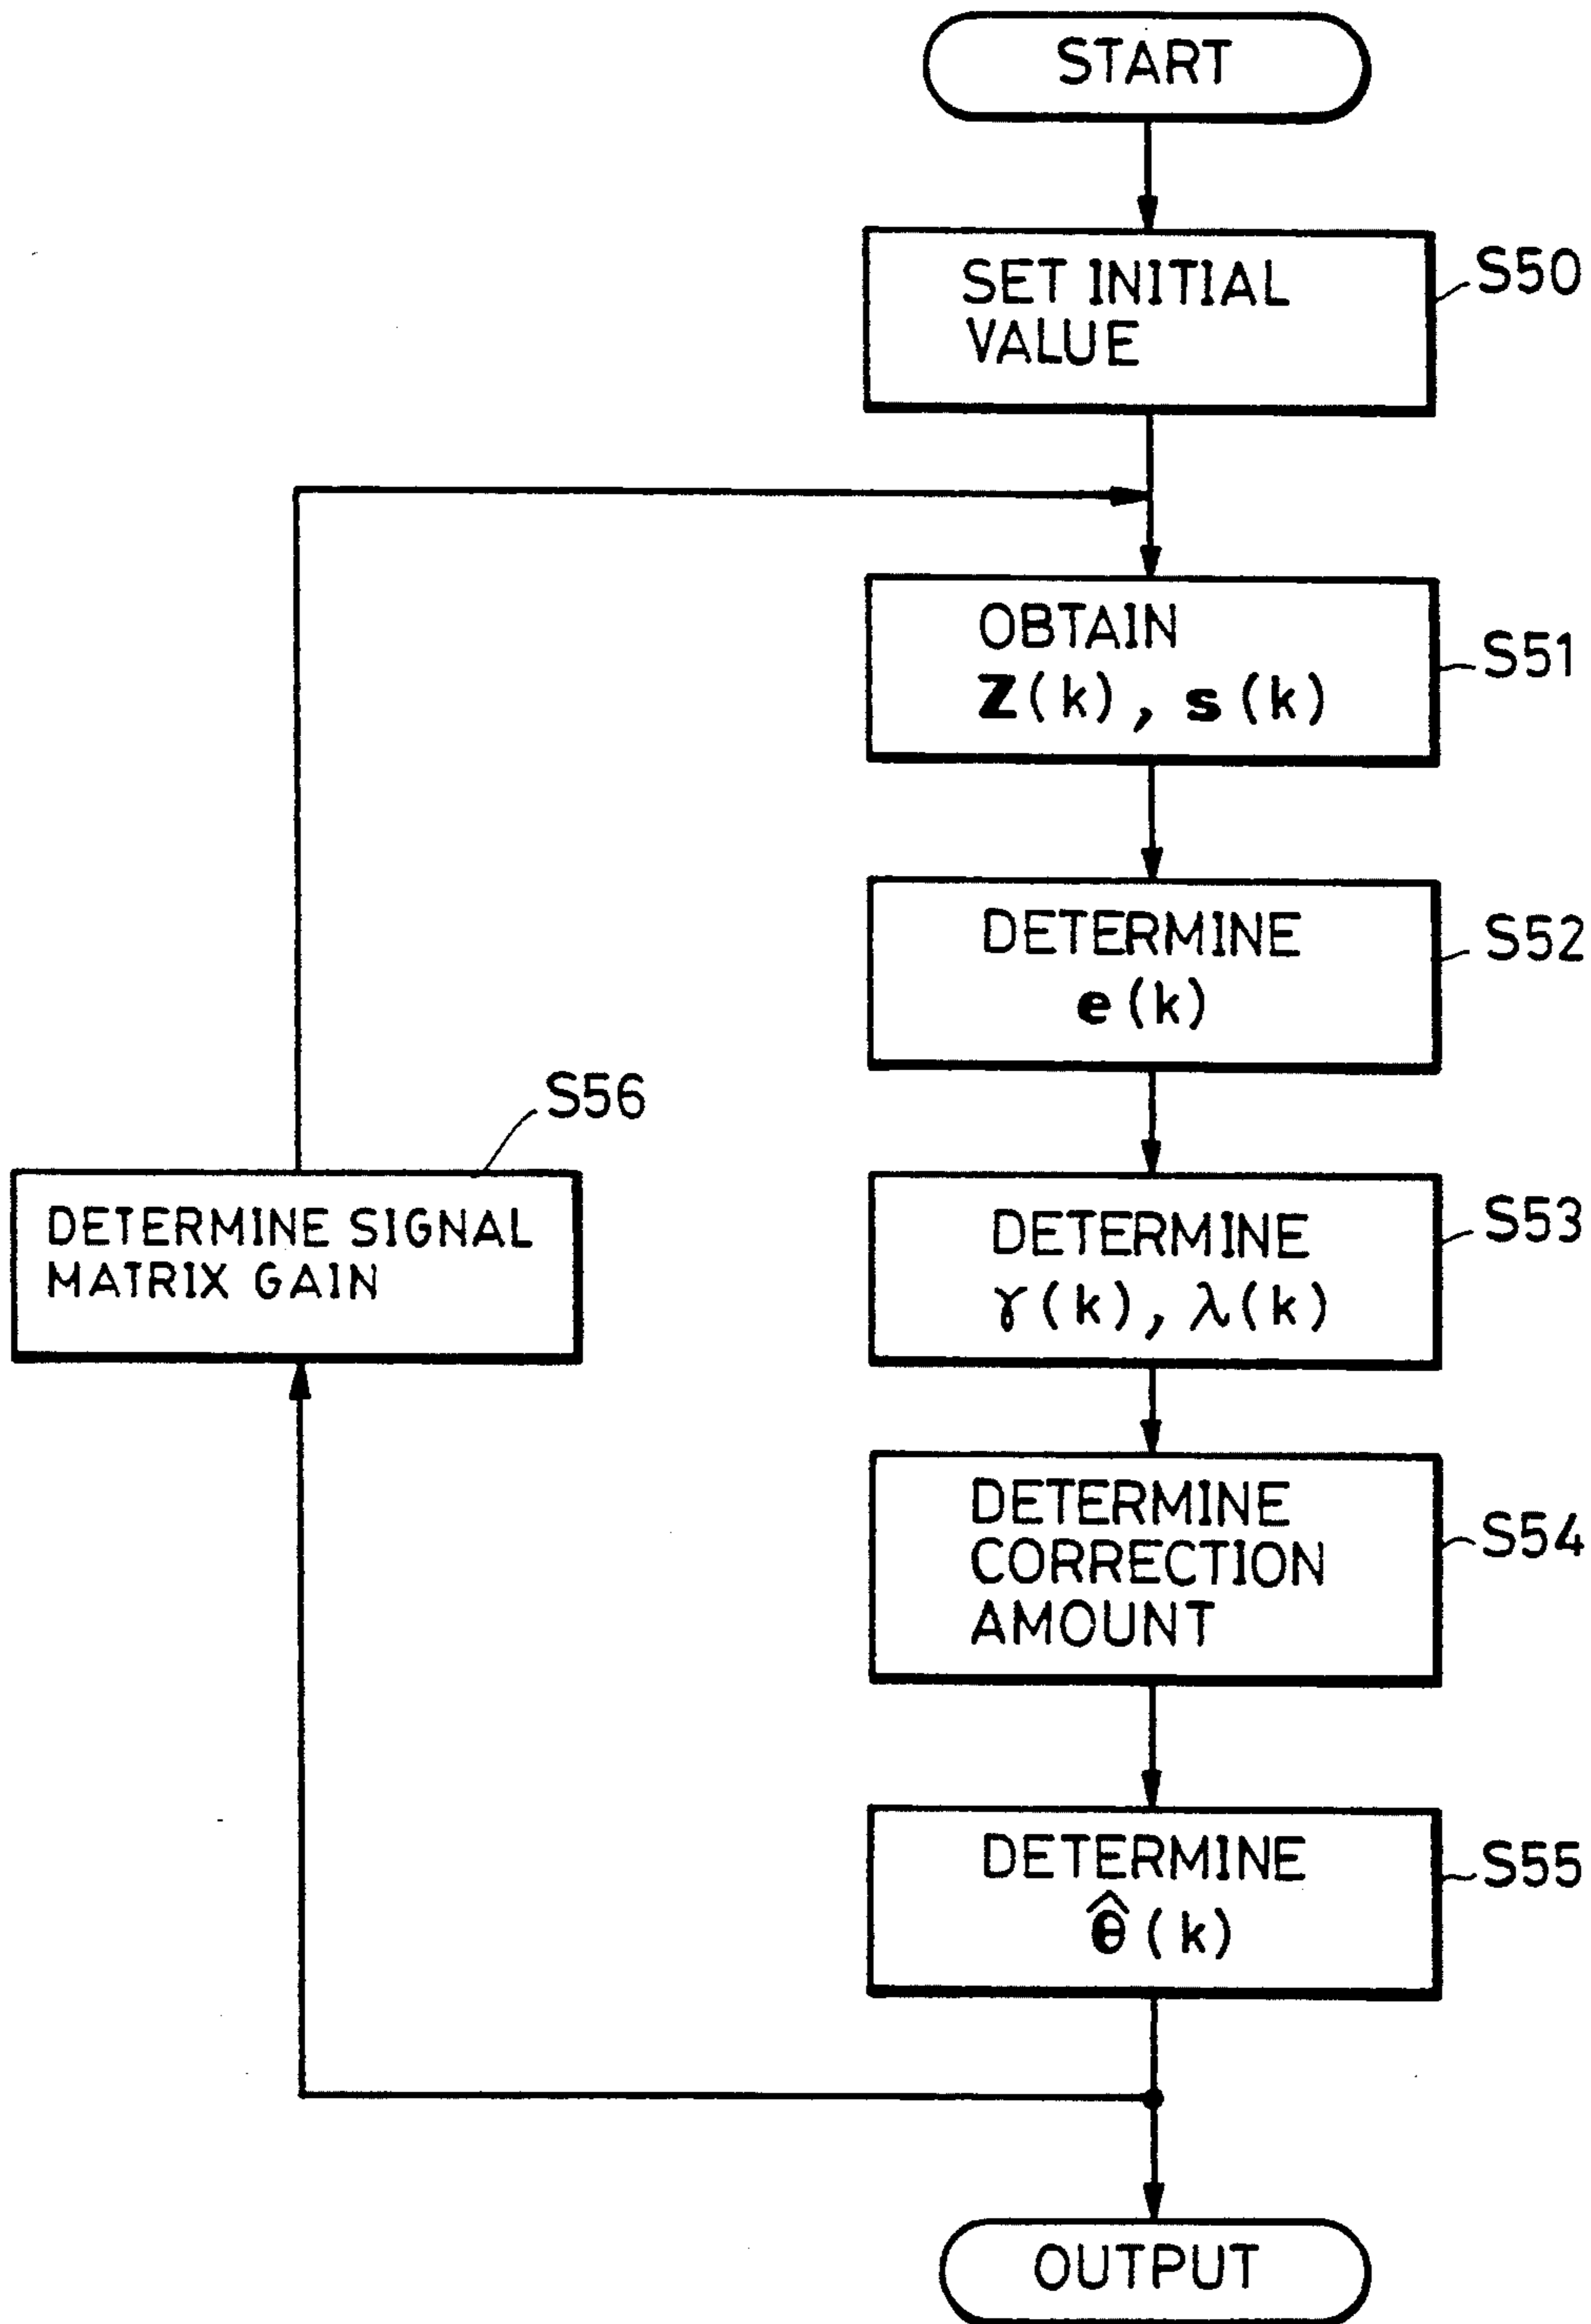 START
SET INITIAL
VALUE
S50
OBTAIN
Z(k), s(k)
S51
DETERMINE
e(k)
S52
S56
DETERMINE SIGNAL
MATRIX GAIN
DETERMINE
γ(k), λ(k)
S53
DETERMINE
CORRECTION
AMOUNT
S54
DETERMINE
θ̂(k)
S55
OUTPUT